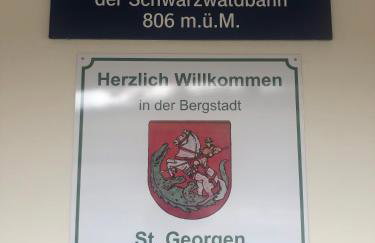 der Schwarzwaldbahn
806 m.ü.M.
Herzlich Willkommen
in der Bergstadt
St. Georgen